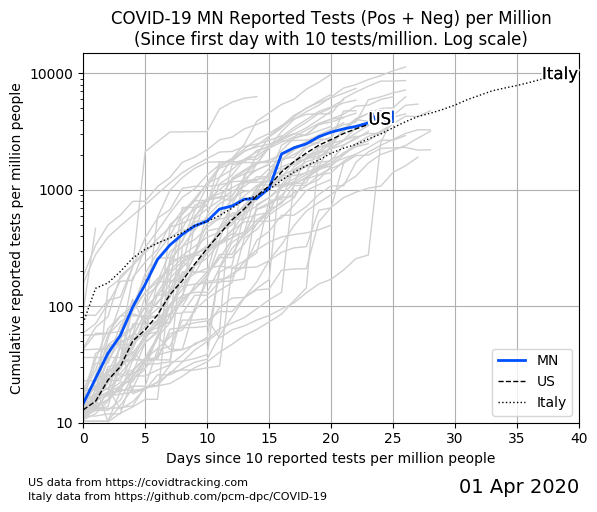 COVID-19 MN Reported Tests (Pos + Neg) per Million
(Since first day with 10 tests/million. Log scale)
Cumulative reported tests per million people
10000
1000
100
10
US
Italy
MN
US
Italy
0 5 10 15 20 25 30 35 40
Days since 10 reported tests per million people
US data from https://covidtracking.com
Italy data from https://github.com/pcm-dpc/COVID-19
01 Apr 2020